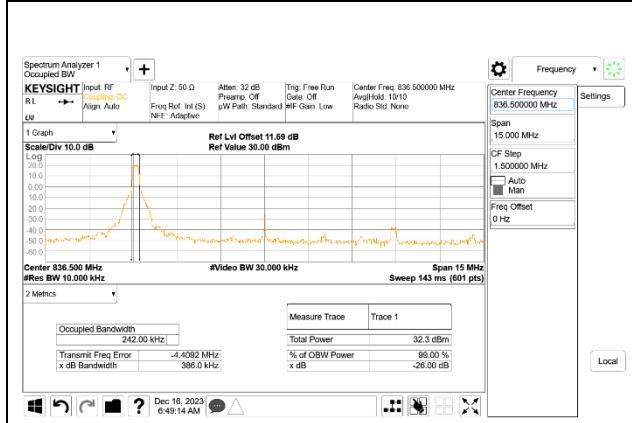 Spectrum Analyzer 1
Occupied BW
Frequency
KEYSIGHT
Input: RF
Coupling: DC
Align: Auto
Input Z: 50 Ω
Freq Ref: Int (S)
NFE: Adaptive
Atten: 32 dB
Preamp: Off
µW Path: Standard
Trig: Free Run
Gate: Off
#IF Gain: Low
Center Freq: 836.500000 MHz
Avg|Hold: 10/10
Radio Std: None
Center Frequency
836.500000 MHz
Settings
Span
15.000 MHz
CF Step
1.500000 MHz
Auto
Man
Freq Offset
0 Hz
1 Graph
Ref Lvl Offset 11.69 dB
Scale/Div 10.0 dB
Ref Value 30.00 dBm
Log
20.0
10.0
0.00
-10.0
-20.0
-30.0
-40.0
-50.0
-60.0
Center 836.500 MHz
#Video BW 30.000 kHz
Span 15 MHz
#Res BW 10.000 kHz
Sweep 143 ms (601 pts)
2 Metrics
Measure Trace
Trace 1
Occupied Bandwidth
242.00 kHz
Total Power
32.3 dBm
Transmit Freq Error
-4.4092 MHz
% of OBW Power
99.00 %
x dB Bandwidth
386.0 kHz
x dB
-26.00 dB
Local
?
Dec 16, 2023
6:49:14 AM